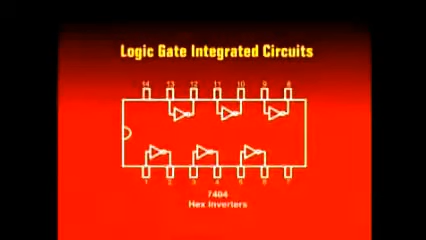 Logic Gate Integrated Circuits
14 13 12 11 10 9 8
1 2 3 4 5 6 7
7404
Hex Inverters